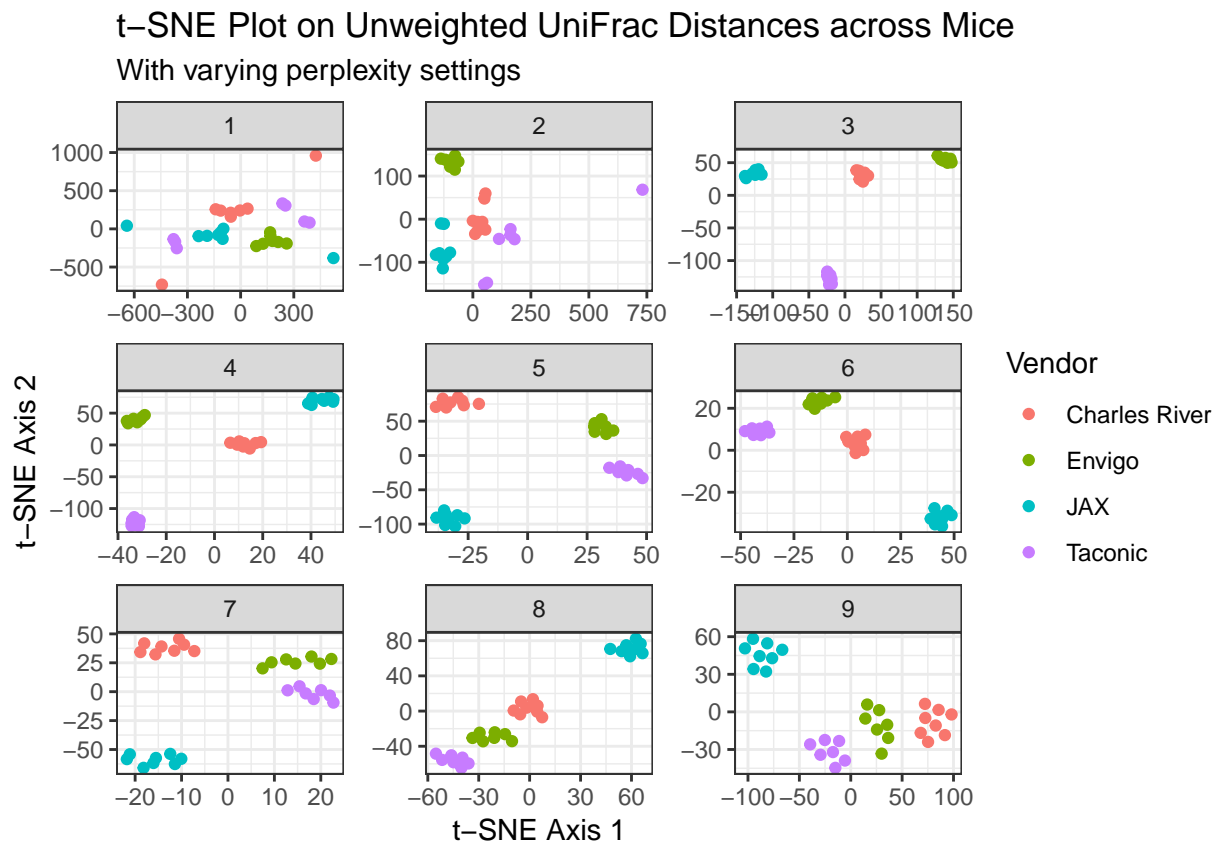 t−SNE Plot on Unweighted UniFrac Distances across Mice
With varying perplexity settings
1
2
3
1000
500
0
−500
100
0
−100
50
0
−50
−100
−600 −300 0 300
0 250 500 750
−150 −100 −50 0 50 100 150
4
5
6
50
0
−50
−100
50
0
−50
−100
20
0
−20
−40 −20 0 20 40
−25 0 25 50
−50 −25 0 25 50
7
8
9
50
25
0
−25
−50
80
40
0
−40
60
30
0
−30
−20 −10 0 10 20
−60 −30 0 30 60
−100 −50 0 50 100
t−SNE Axis 1
t−SNE Axis 2
Vendor
Charles River
Envigo
JAX
Taconic